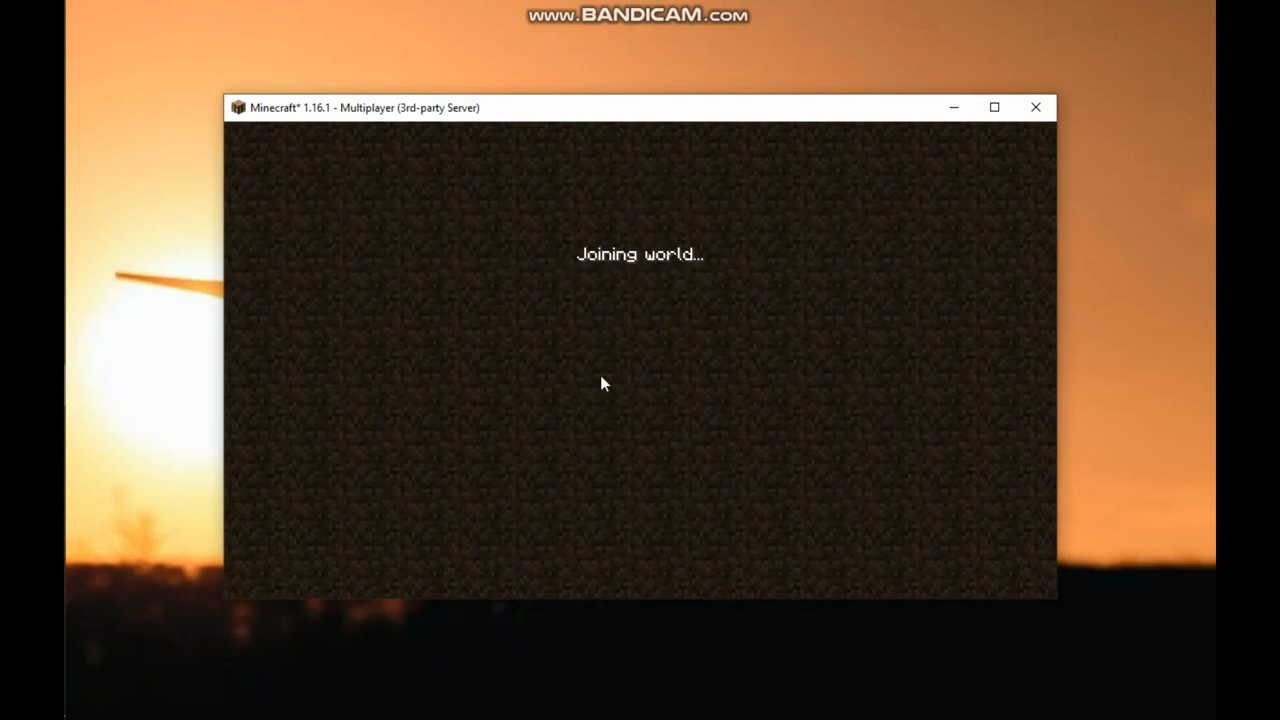 www.BANDICAM.com
Minecraft* 1.16.1 - Multiplayer (3rd-party Server)
Joining world...